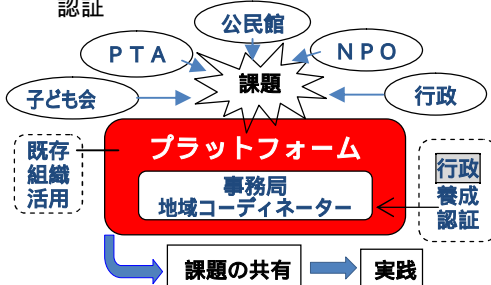 認証
公民館
PTA
NPO
課題
子ども会
行政
プラットフォーム
既存
組織
活用
事務局
地域コーディネーター
行政
養成
認証
課題の共有
実践